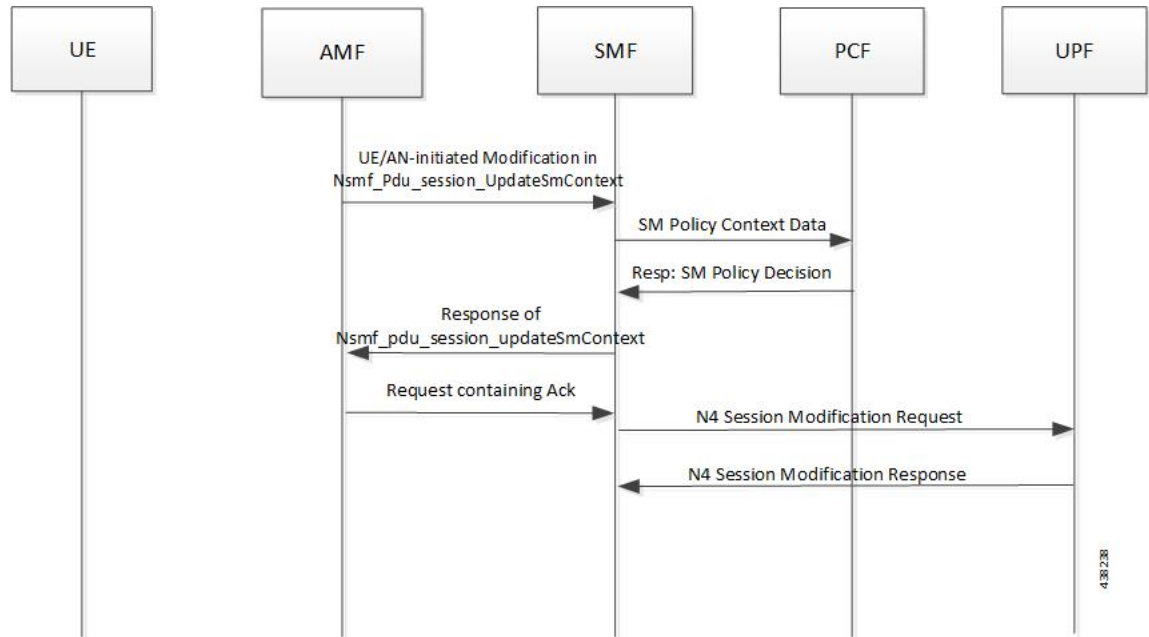 UE
AMF
SMF
PCF
UPF
UE/AN-initiated Modification in
Nsmf_Pdu_session_UpdateSmContext
SM Policy Context Data
Resp: SM Policy Decision
Response of
Nsmf_pdu_session_updateSmContext
Request containing Ack
N4 Session Modification Request
N4 Session Modification Response
438238